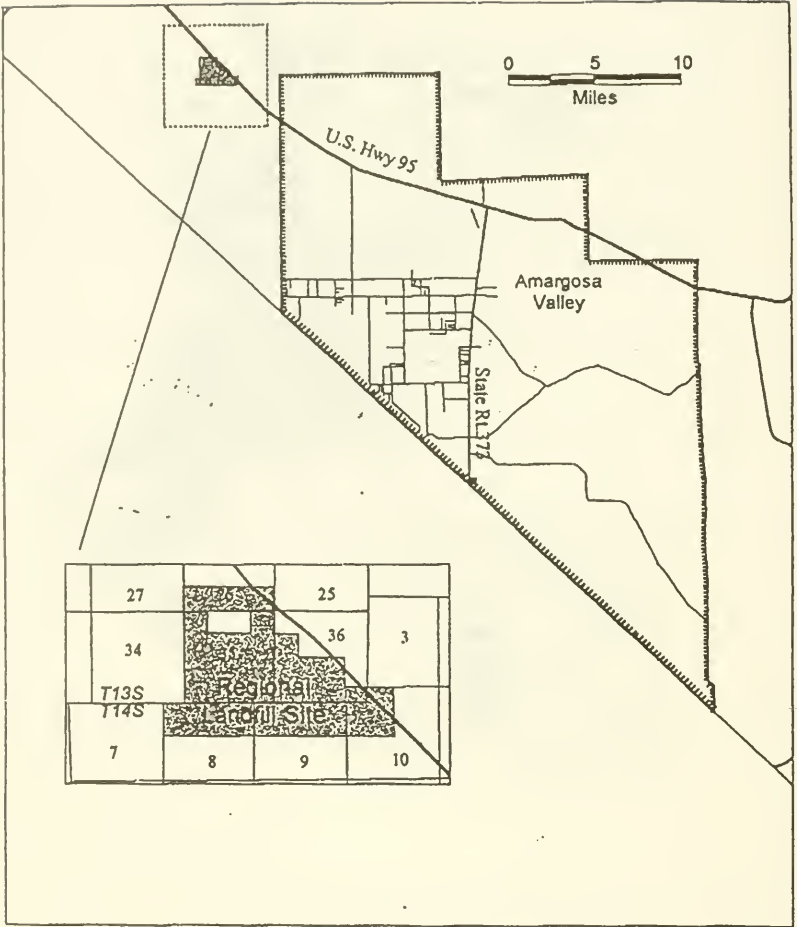 0 5 10
Miles
U.S. Hwy 95
Amargosa
Valley
State Rt. 373
27 25
34 36 3
T13S
T14S
Regional
Landfill Site
7 8 9 10